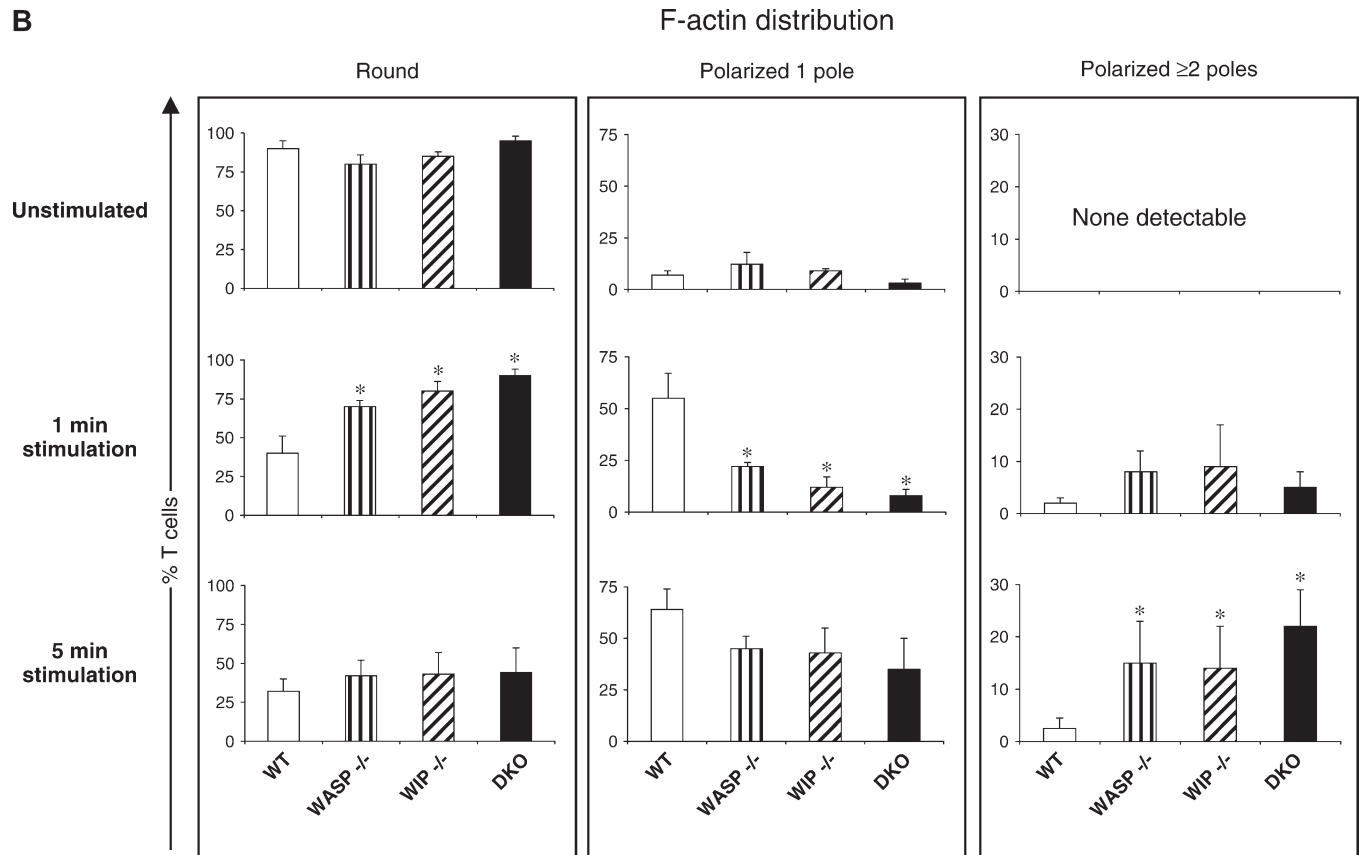 B
F-actin distribution
Round
Polarized 1 pole
Polarized ≥2 poles
% T cells
Unstimulated
100
75
50
25
0
75
50
25
0
30
20
10
0
None detectable
1 min
stimulation
100
75
50
25
0
* * *
75
50
25
0
* * *
30
20
10
0
5 min
stimulation
100
75
50
25
0
75
50
25
0
30
20
10
0
* * *
WT WASP -/- WIP -/- DKO
WT WASP -/- WIP -/- DKO
WT WASP -/- WIP -/- DKO